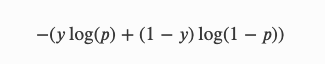 −(y log(p) + (1 − y) log(1 − p))